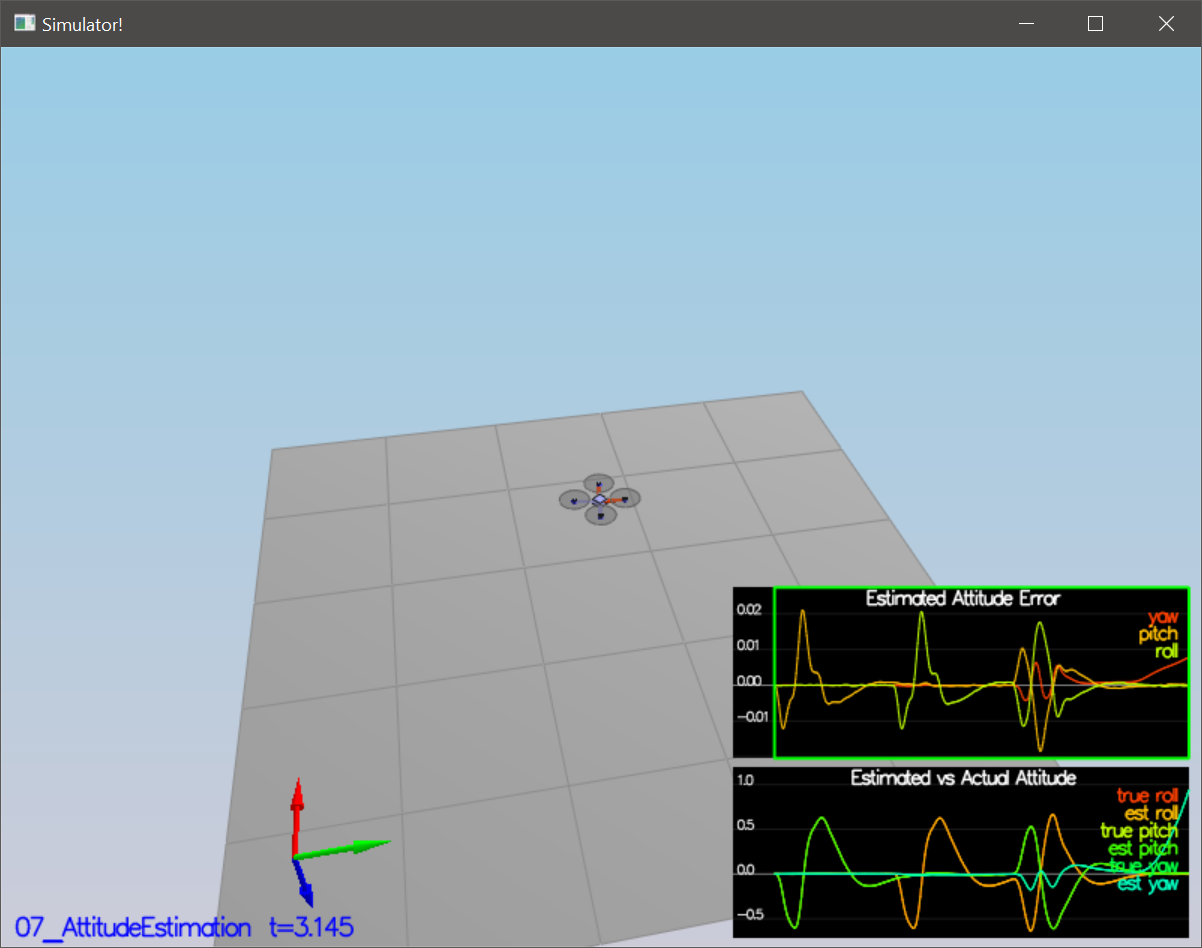 Simulator!
Estimated Attitude Error
0.02
0.01
0.00
-0.01
yaw
pitch
roll
Estimated vs Actual Attitude
1.0
0.5
0.0
-0.5
true roll
est roll
true pitch
est pitch
true yaw
est yaw
07_AttitudeEstimation t=3.145